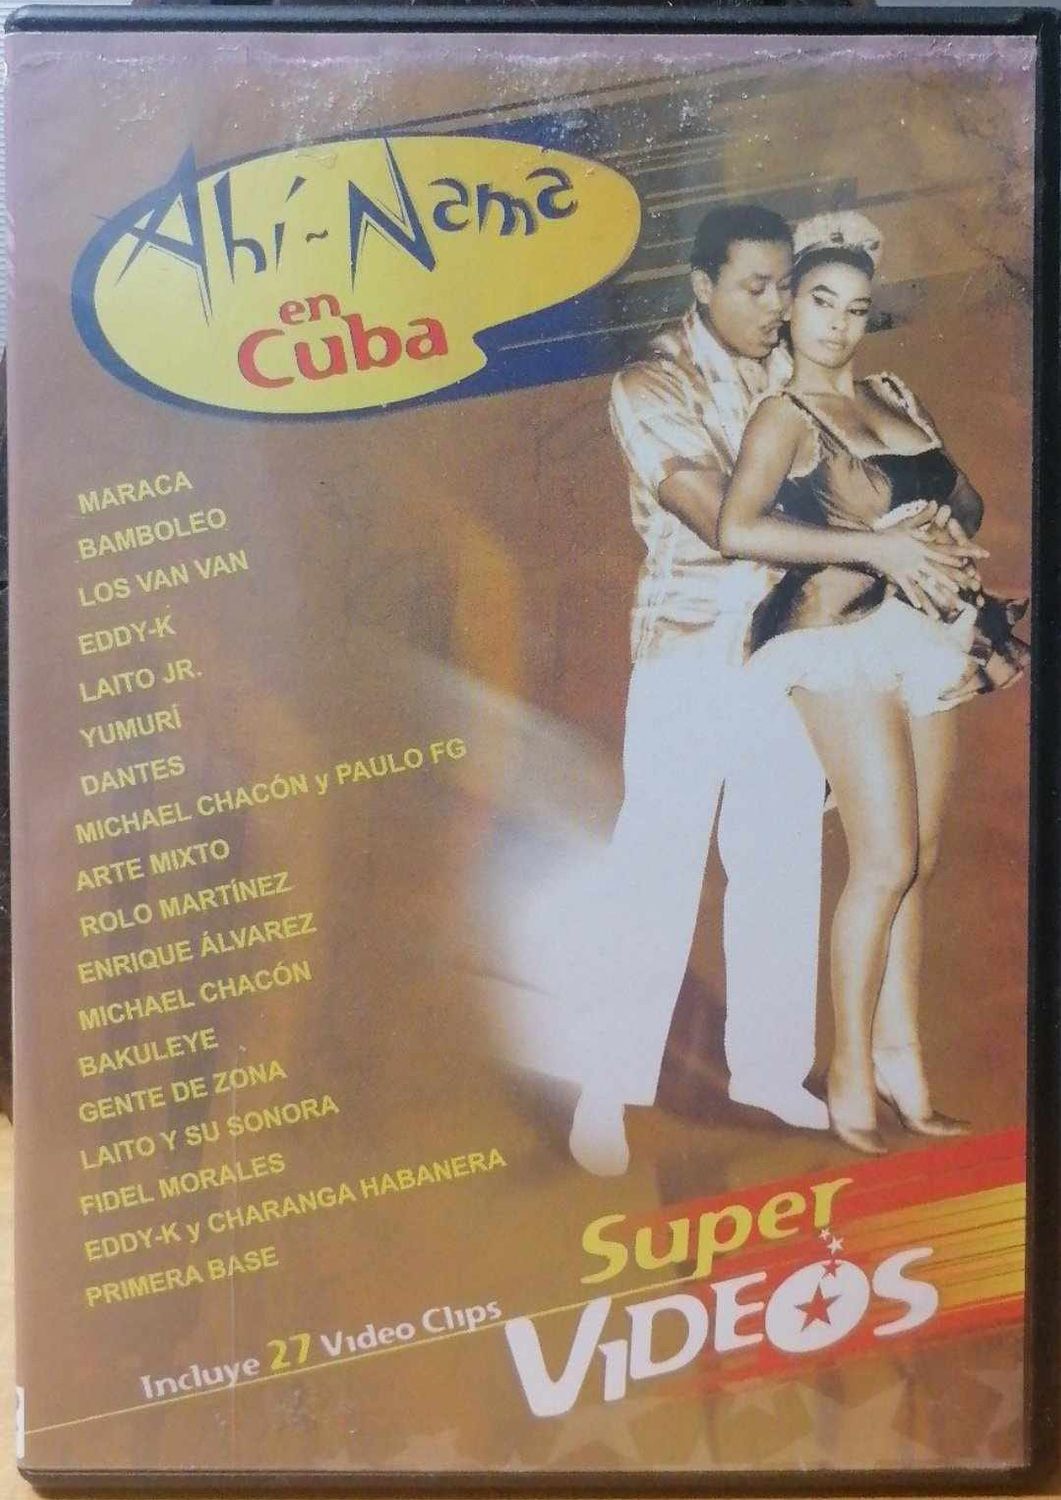 Ahí-Nama
en
Cuba
MARACA
BAMBOLEO
LOS VAN VAN
EDDY-K
LAITO JR.
YUMURÍ
DANTES
MICHAEL CHACÓN y PAULO FG
ARTE MIXTO
ROLO MARTÍNEZ
ENRIQUE ÁLVAREZ
MICHAEL CHACÓN
BAKULEYE
GENTE DE ZONA
LAITO Y SU SONORA
FIDEL MORALES
EDDY-K y CHARANGA HABANERA
PRIMERA BASE
Incluye 27 Video Clips
Super
VIDEOS